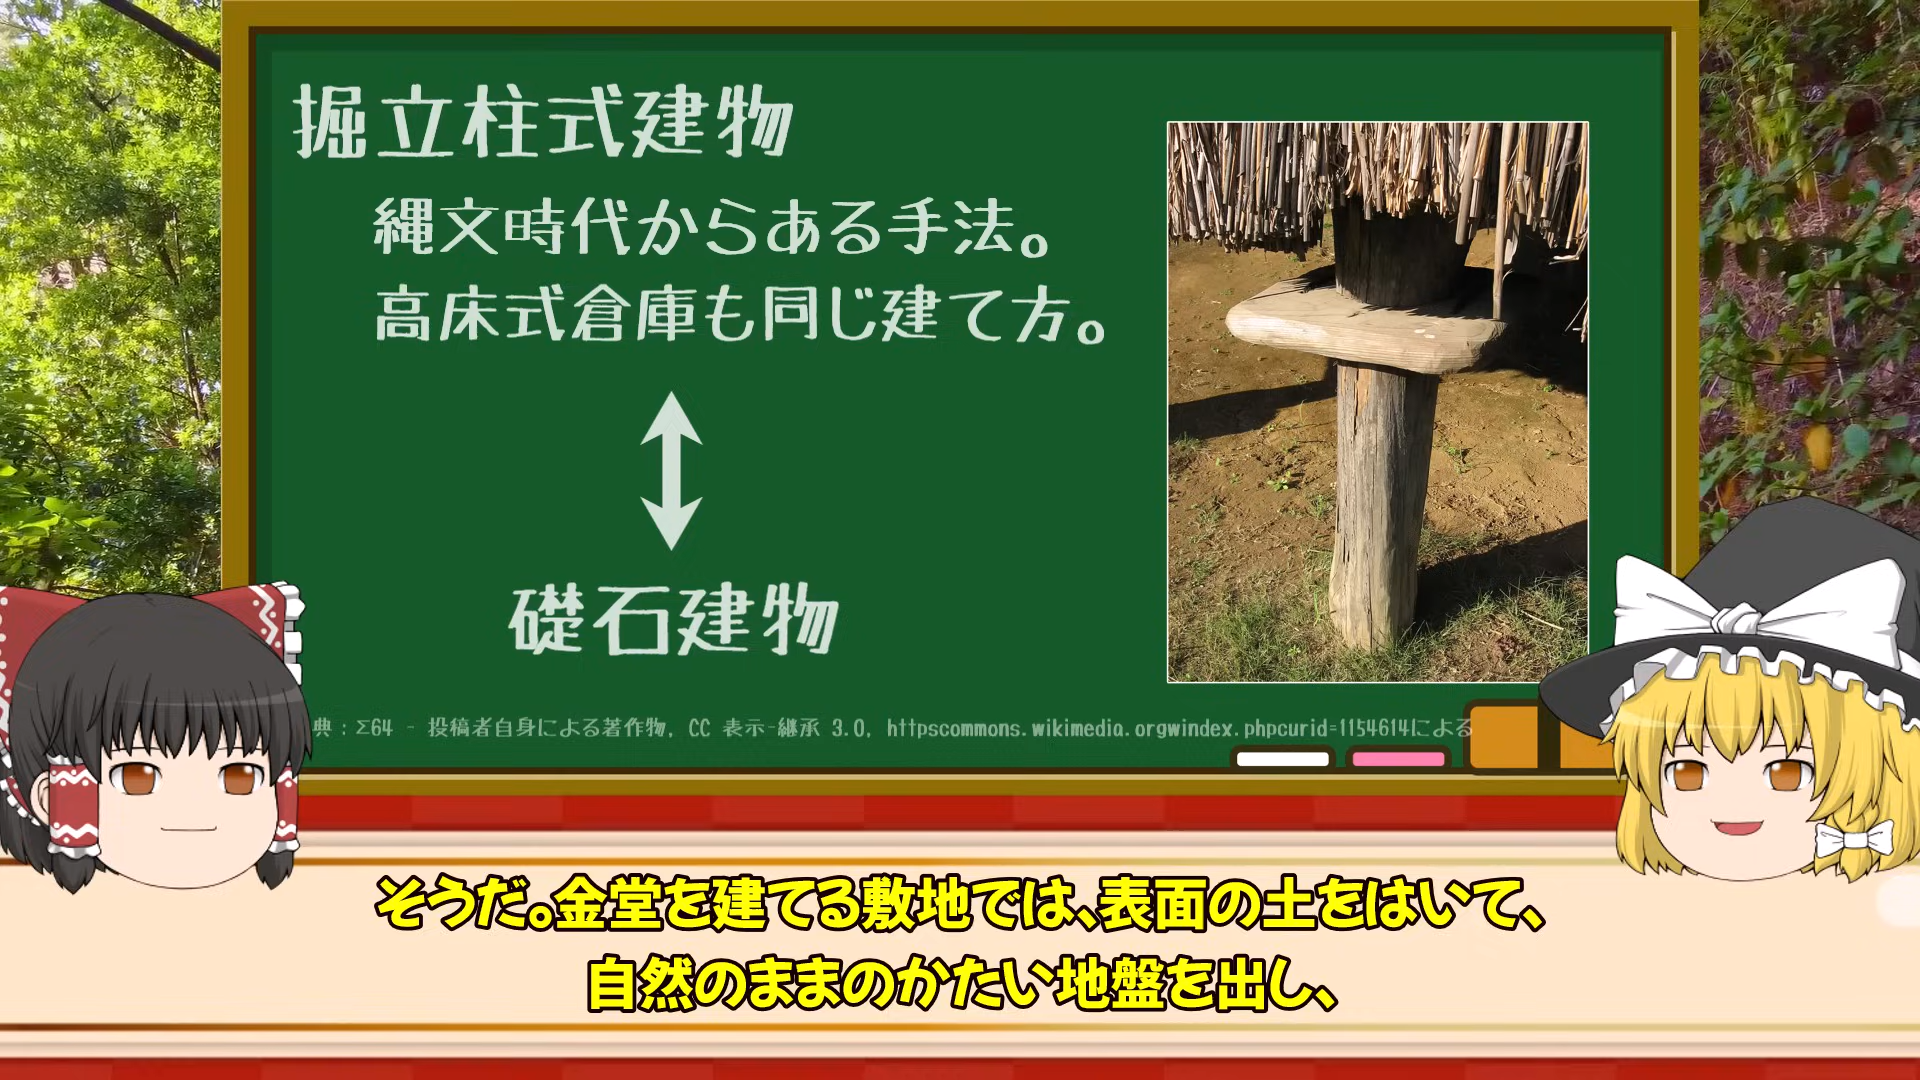 掘立柱式建物
縄文時代からある手法。
高床式倉庫も同じ建て方。
礎石建物
典：Σ64 - 投稿者自身による著作物, CC 表示-継承 3.0, httpscommons.wikimedia.orgwindex.phpcurid=1154614による
そうだ。金堂を建てる敷地では、表面の土をはいて、
自然のままのかたい地盤を出し、